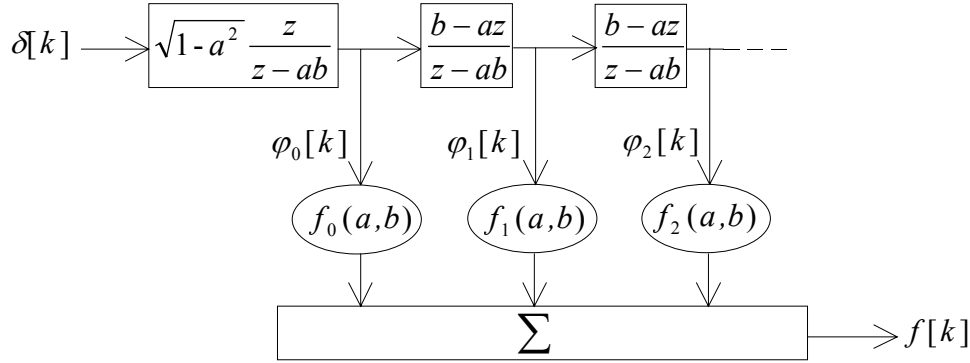 δ[k] √1 - a² z/(z − ab) (b − az)/(z − ab) (b − az)/(z − ab)
φ₀[k] φ₁[k] φ₂[k]
f₀(a,b) f₁(a,b) f₂(a,b)
Σ f[k]